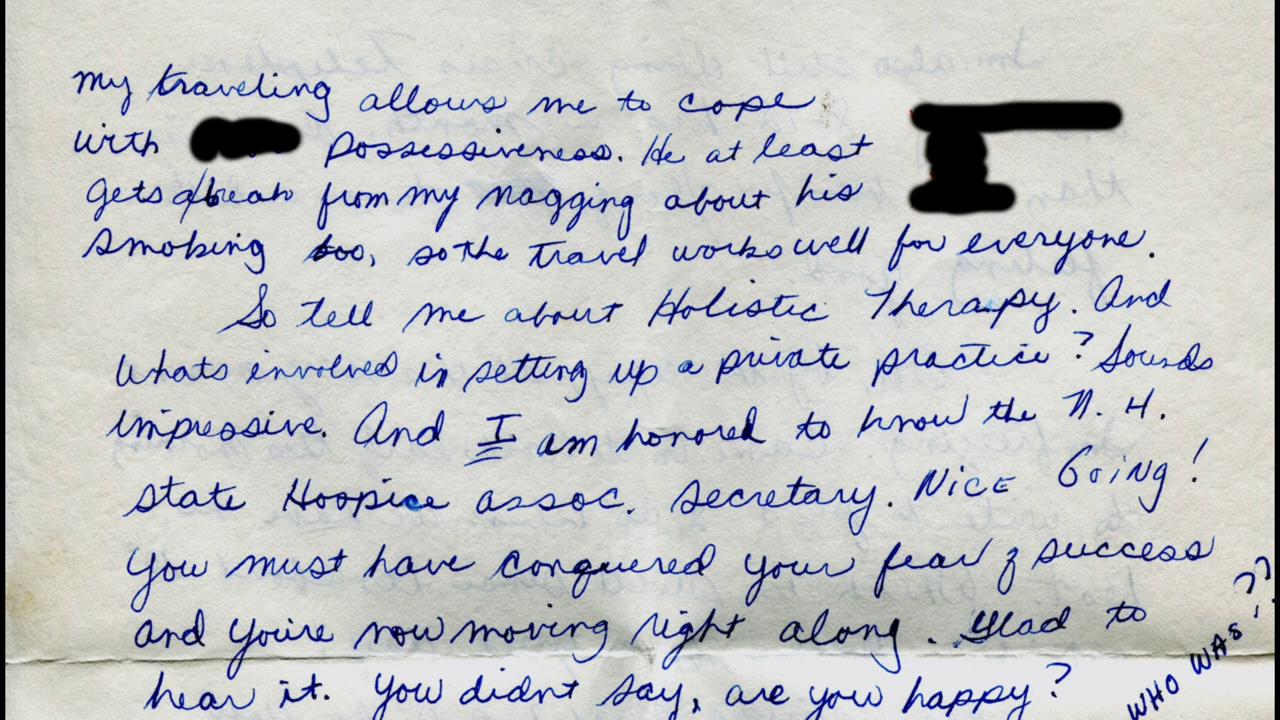 My traveling allows me to cope
with possessiveness. He at least
gets a break from my nagging about his
smoking too, so the travel works well for everyone.
So tell me about Holistic Therapy. And
whats involved in setting up a private practice? Sounds
impressive. And I am honored to know the N. H.
state Hospice assoc. secretary. NICE GOING!
You must have conquered your fear of success
and you're now moving right along. Glad to
hear it. You didnt say, are you happy?
WHO WAS??